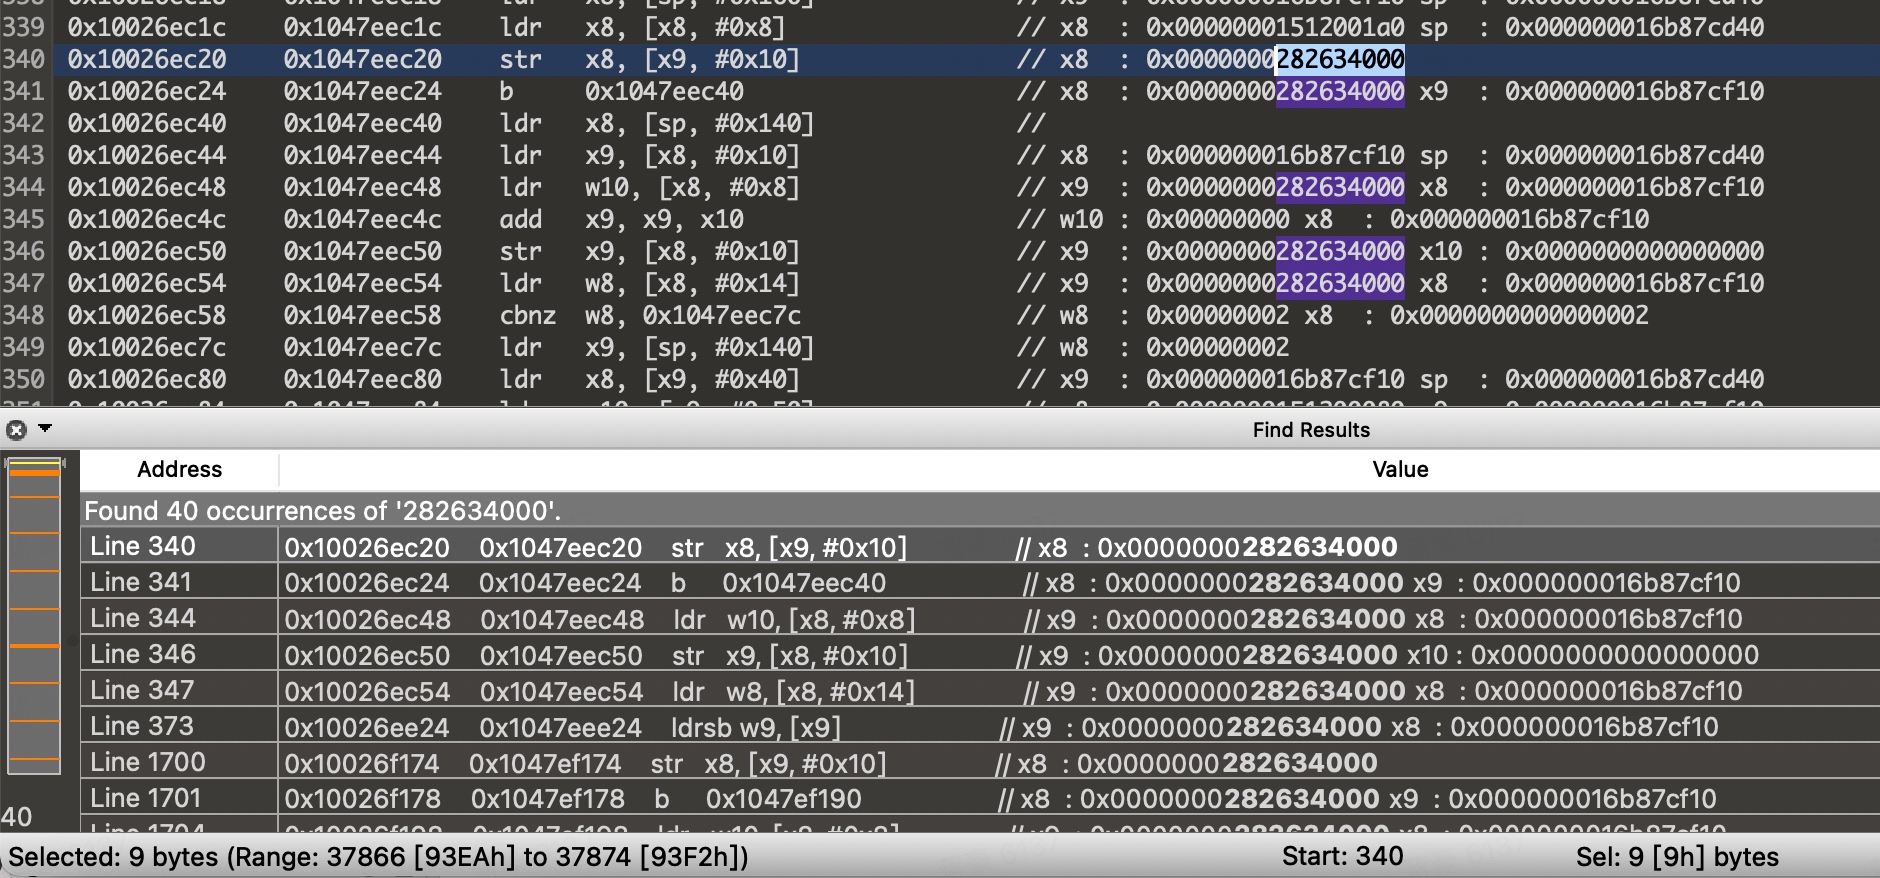 339 0x10026ec1c 0x1047eec1c ldr x8, [x8, #0x8] // x8 : 0x00000001512001a0 sp : 0x000000016b87cd40
340 0x10026ec20 0x1047eec20 str x8, [x9, #0x10] // x8 : 0x0000000282634000
341 0x10026ec24 0x1047eec24 b 0x1047eec40 // x8 : 0x0000000282634000 x9 : 0x000000016b87cf10
342 0x10026ec40 0x1047eec40 ldr x8, [sp, #0x140] //
343 0x10026ec44 0x1047eec44 ldr x9, [x8, #0x10] // x8 : 0x000000016b87cf10 sp : 0x000000016b87cd40
344 0x10026ec48 0x1047eec48 ldr w10, [x8, #0x8] // x9 : 0x0000000282634000 x8 : 0x000000016b87cf10
345 0x10026ec4c 0x1047eec4c add x9, x9, x10 // w10 : 0x00000000 x8 : 0x000000016b87cf10
346 0x10026ec50 0x1047eec50 str x9, [x8, #0x10] // x9 : 0x0000000282634000 x10 : 0x0000000000000000
347 0x10026ec54 0x1047eec54 ldr w8, [x8, #0x14] // x9 : 0x0000000282634000 x8 : 0x000000016b87cf10
348 0x10026ec58 0x1047eec58 cbnz w8, 0x1047eec7c // w8 : 0x00000002 x8 : 0x0000000000000002
349 0x10026ec7c 0x1047eec7c ldr x9, [sp, #0x140] // w8 : 0x00000002
350 0x10026ec80 0x1047eec80 ldr x8, [x9, #0x40] // x9 : 0x000000016b87cf10 sp : 0x000000016b87cd40
Find Results
Address Value
Found 40 occurrences of '282634000'.
Line 340 0x10026ec20 0x1047eec20 str x8, [x9, #0x10] // x8 : 0x0000000282634000
Line 341 0x10026ec24 0x1047eec24 b 0x1047eec40 // x8 : 0x0000000282634000 x9 : 0x000000016b87cf10
Line 344 0x10026ec48 0x1047eec48 ldr w10, [x8, #0x8] // x9 : 0x0000000282634000 x8 : 0x000000016b87cf10
Line 346 0x10026ec50 0x1047eec50 str x9, [x8, #0x10] // x9 : 0x0000000282634000 x10 : 0x0000000000000000
Line 347 0x10026ec54 0x1047eec54 ldr w8, [x8, #0x14] // x9 : 0x0000000282634000 x8 : 0x000000016b87cf10
Line 373 0x10026ee24 0x1047eee24 ldrsb w9, [x9] // x9 : 0x0000000282634000 x8 : 0x000000016b87cf10
Line 1700 0x10026f174 0x1047ef174 str x8, [x9, #0x10] // x8 : 0x0000000282634000
Line 1701 0x10026f178 0x1047ef178 b 0x1047ef190 // x8 : 0x0000000282634000 x9 : 0x000000016b87cf10
40
Selected: 9 bytes (Range: 37866 [93EAh] to 37874 [93F2h]) Start: 340 Sel: 9 [9h] bytes